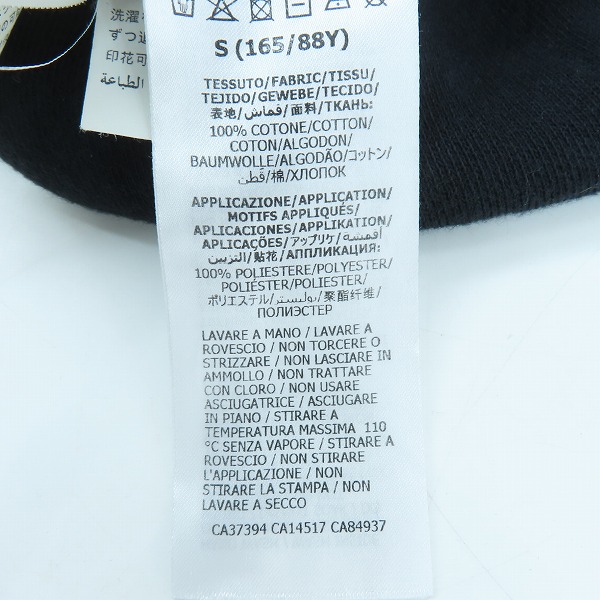 洗濯
ずつ
印花可
الطباعة
S (165/88Y)
TESSUTO/FABRIC/TISSU/
TEJIDO/GEWEBE/TECIDO/
表地/قماش/面料/ТКАНЬ:
100% COTONE/COTTON/
COTON/ALGODON/
BAUMWOLLE/ALGODÃO/コットン/
قطن/棉/ХЛОПОК
APPLICAZIONE/APPLICATION/
MOTIFS APPLIQUÉS/
APLICACIONES/APPLIKATION/
APLICAÇÕES/アップリケ/أقمشة
التزيين/贴花/АППЛИКАЦИЯ:
100% POLIESTERE/POLYESTER/
POLIÉSTER/POLIESTER/
ポリエステル/بوليستر/聚酯纤维/
ПОЛИЭСТЕР
LAVARE A MANO / LAVARE A
ROVESCIO / NON TORCERE O
STRIZZARE / NON LASCIARE IN
AMMOLLO / NON TRATTARE
CON CLORO / NON USARE
ASCIUGATRICE / ASCIUGARE
IN PIANO / STIRARE A
TEMPERATURA MASSIMA 110
°C SENZA VAPORE / STIRARE A
ROVESCIO / NON STIRARE
L'APPLICAZIONE / NON
STIRARE LA STAMPA / NON
LAVARE A SECCO
CA37394 CA14517 CA84937